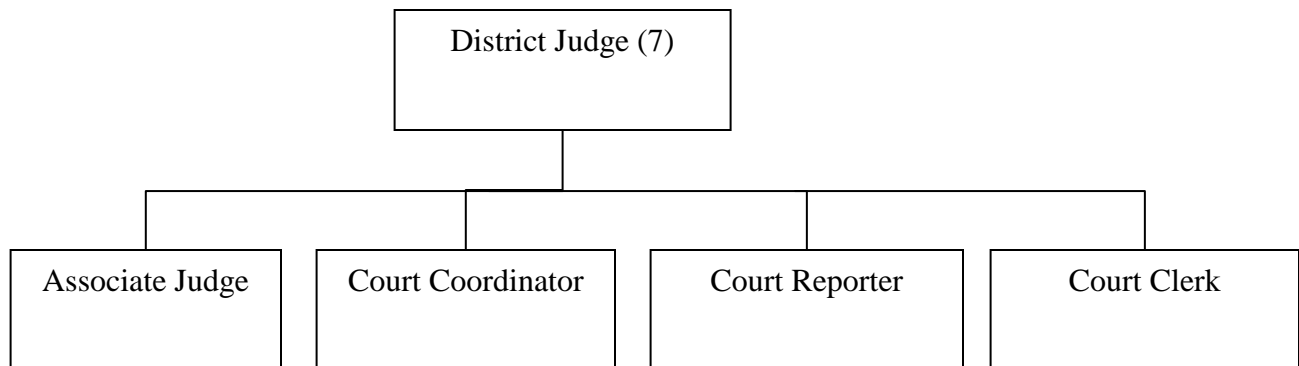 District Judge (7)
Associate Judge
Court Coordinator
Court Reporter
Court Clerk